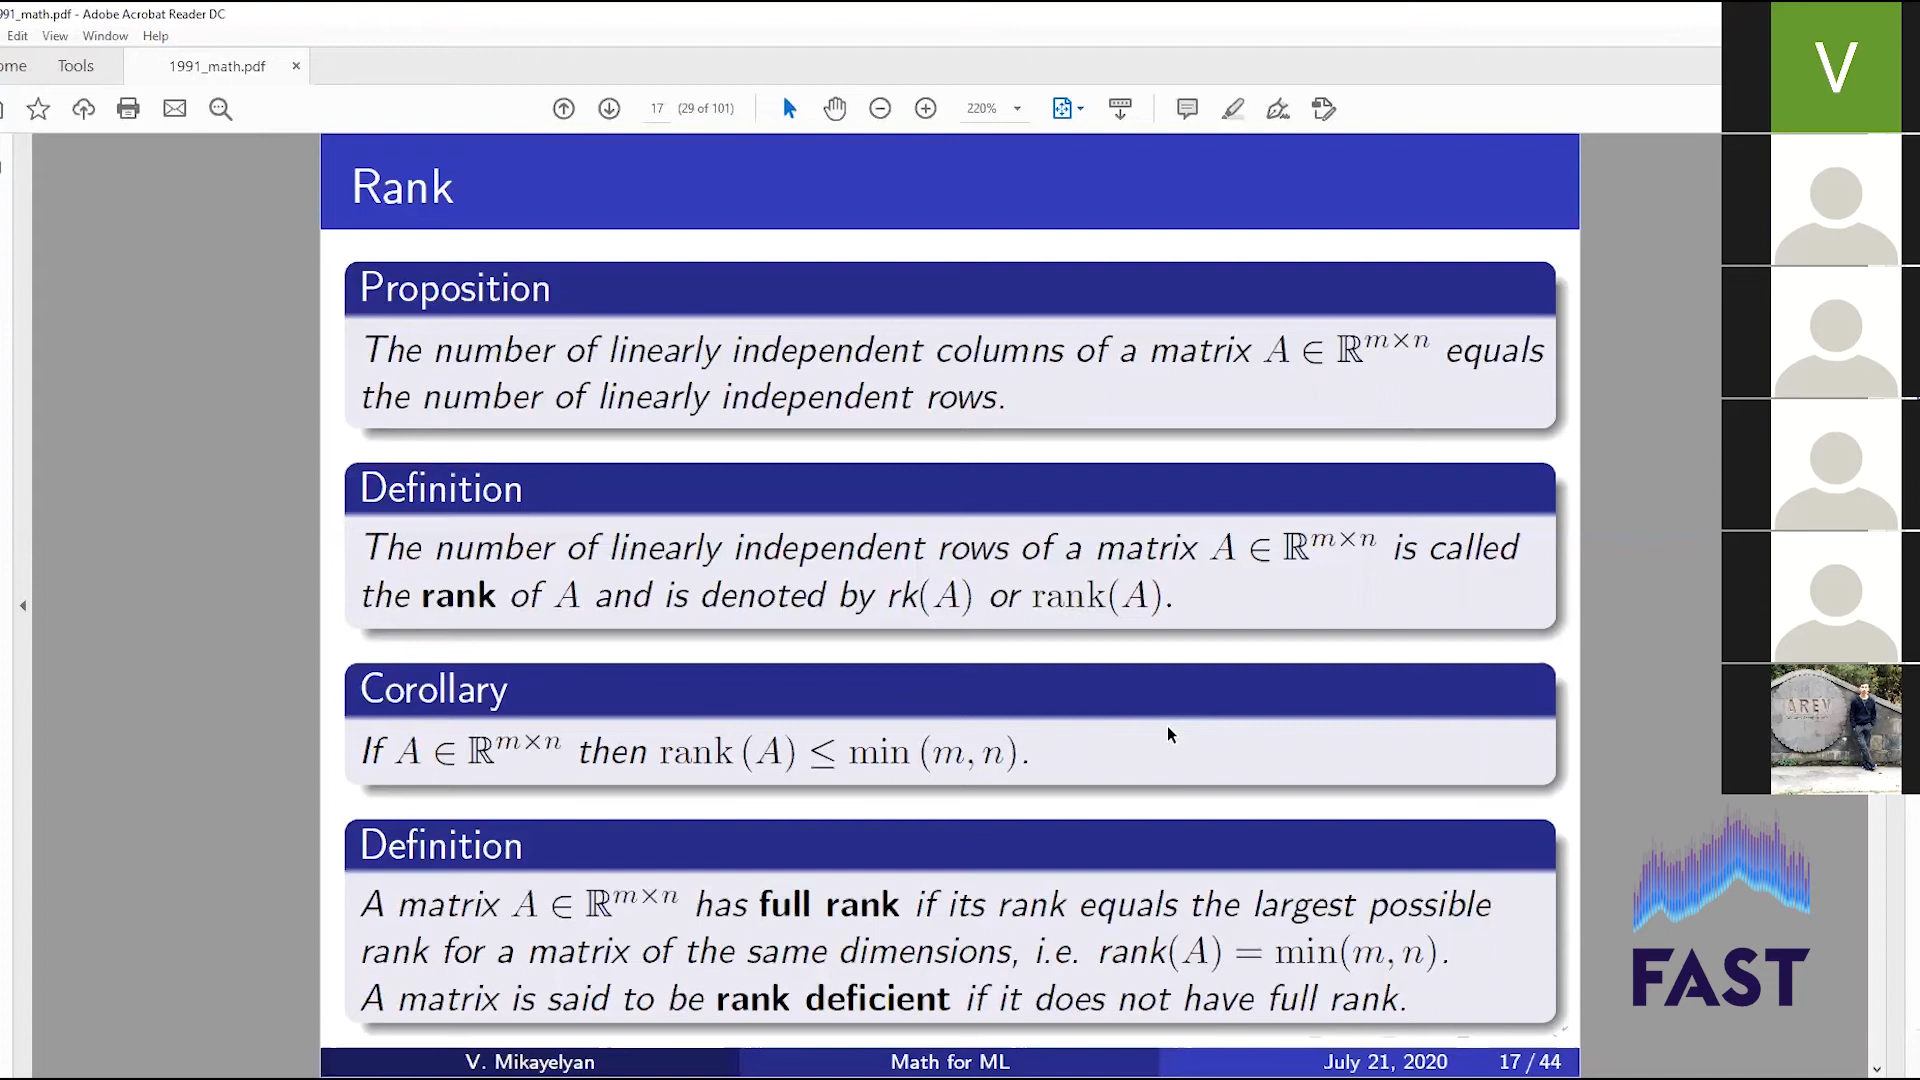 991_math.pdf - Adobe Acrobat Reader DC
Edit View Window Help
ome Tools 1991_math.pdf ×
17 (29 of 101) 220%
V
Rank
Proposition
The number of linearly independent columns of a matrix A ∈ ℝ^{m×n} equals
the number of linearly independent rows.
Definition
The number of linearly independent rows of a matrix A ∈ ℝ^{m×n} is called
the rank of A and is denoted by rk(A) or rank(A).
Corollary
If A ∈ ℝ^{m×n} then rank (A) ≤ min (m, n).
AREV
Definition
A matrix A ∈ ℝ^{m×n} has full rank if its rank equals the largest possible
rank for a matrix of the same dimensions, i.e. rank(A) = min(m, n).
A matrix is said to be rank deficient if it does not have full rank.
FAST
V. Mikayelyan Math for ML July 21, 2020 17 / 44